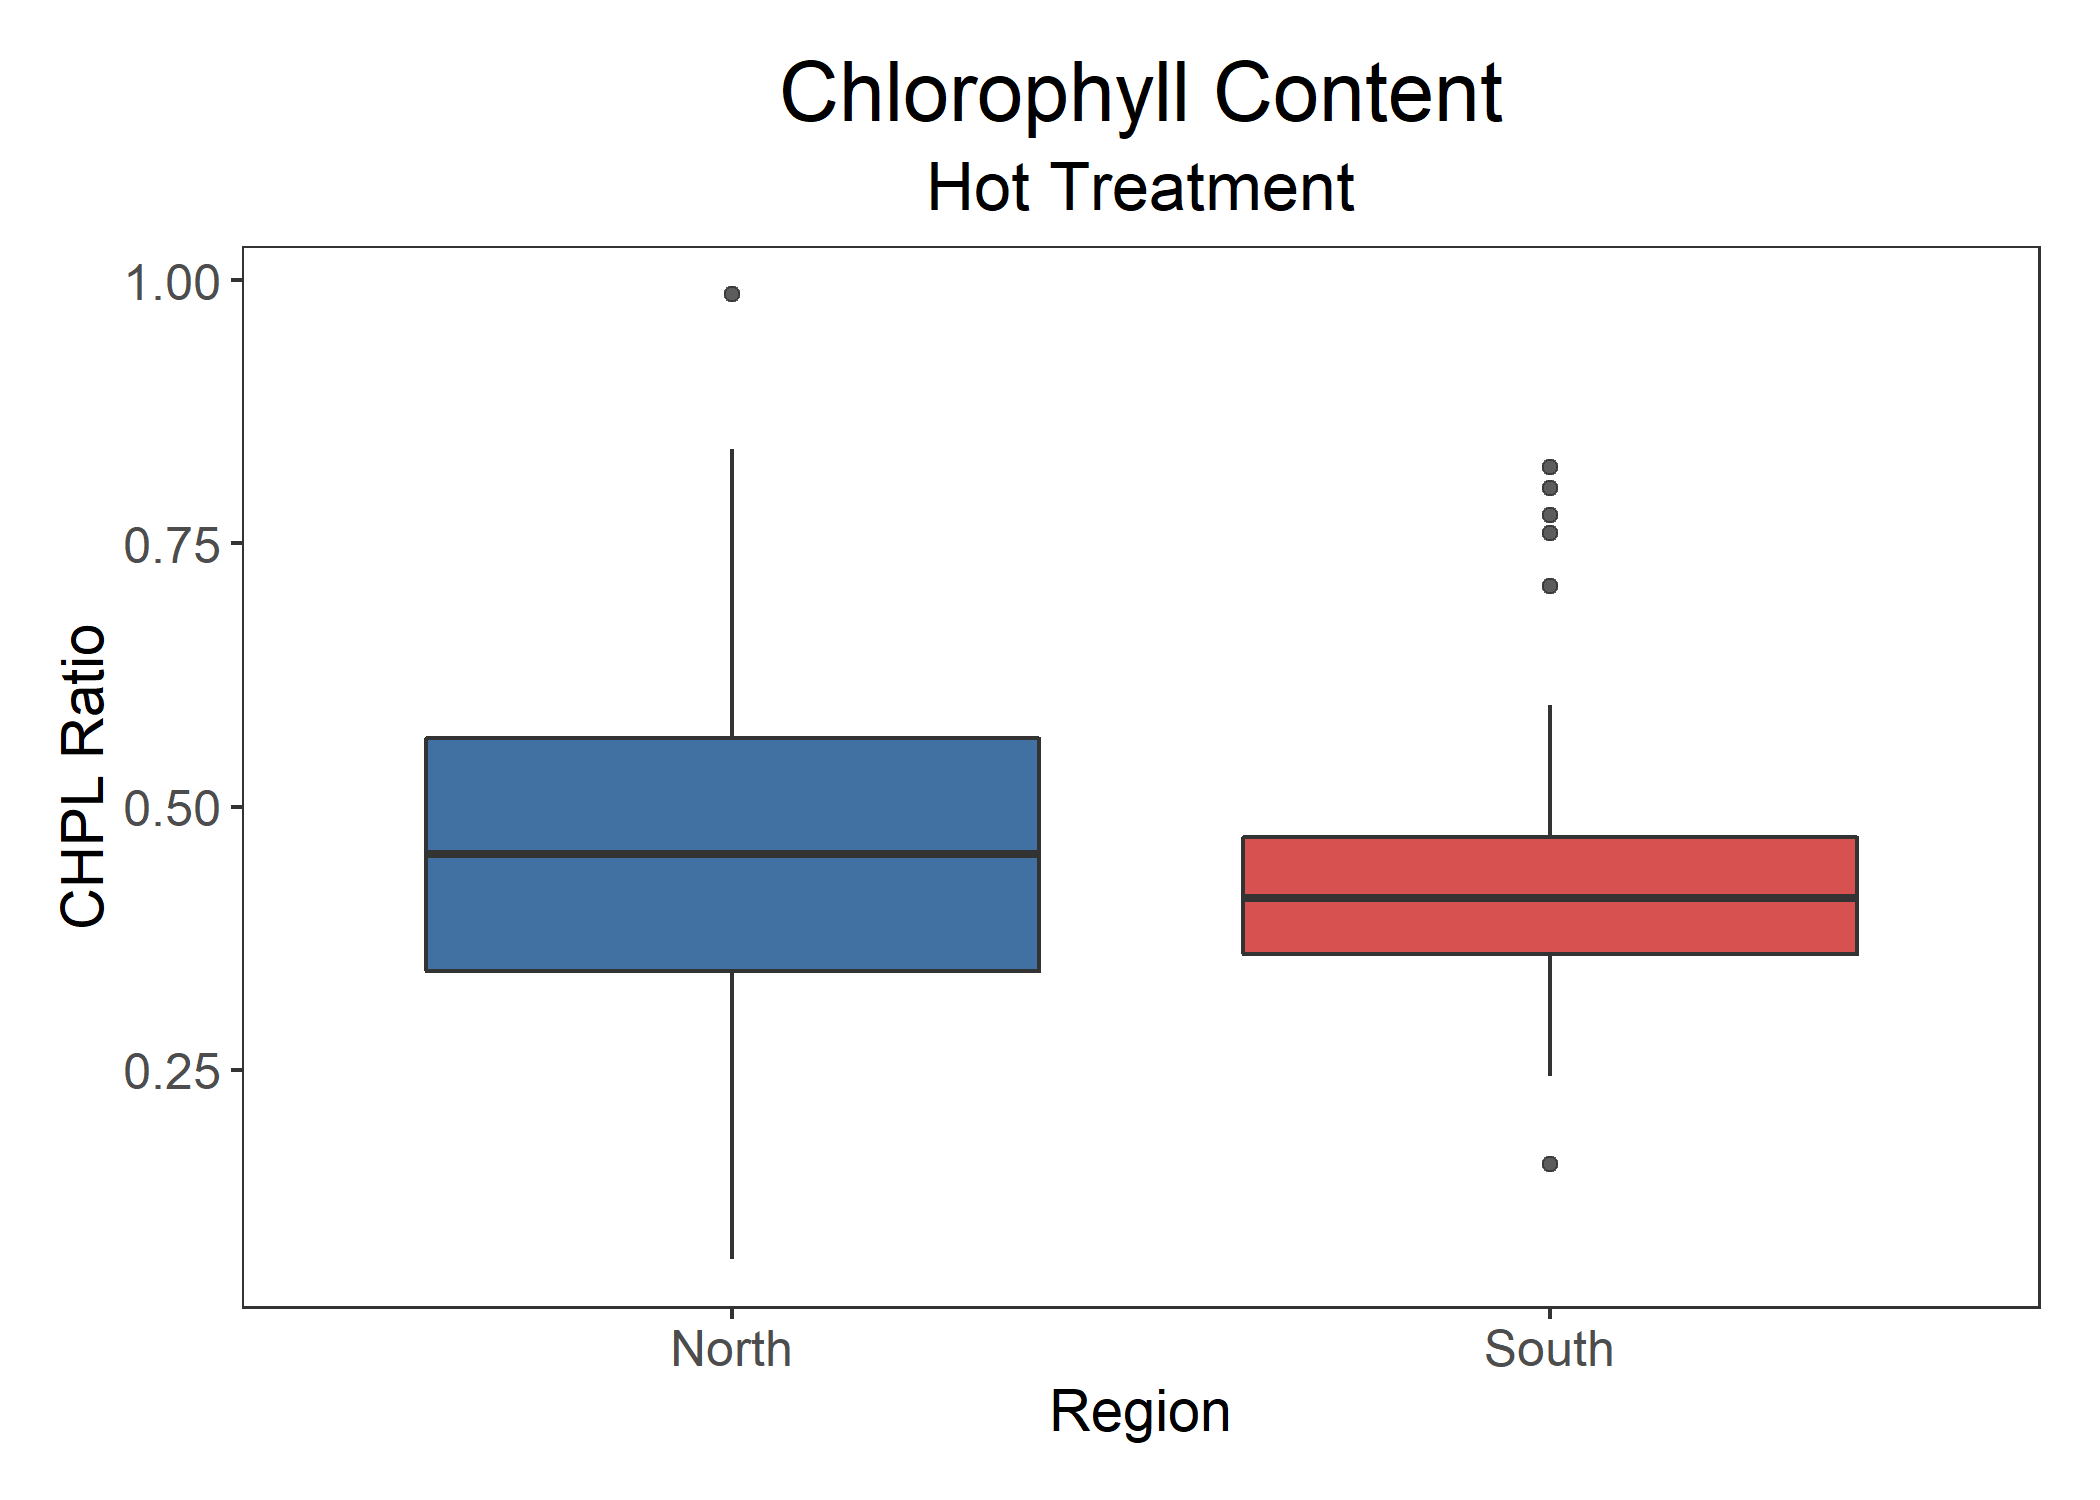 Chlorophyll Content
Hot Treatment
CHPL Ratio
1.00
0.75
0.50
0.25
North South
Region